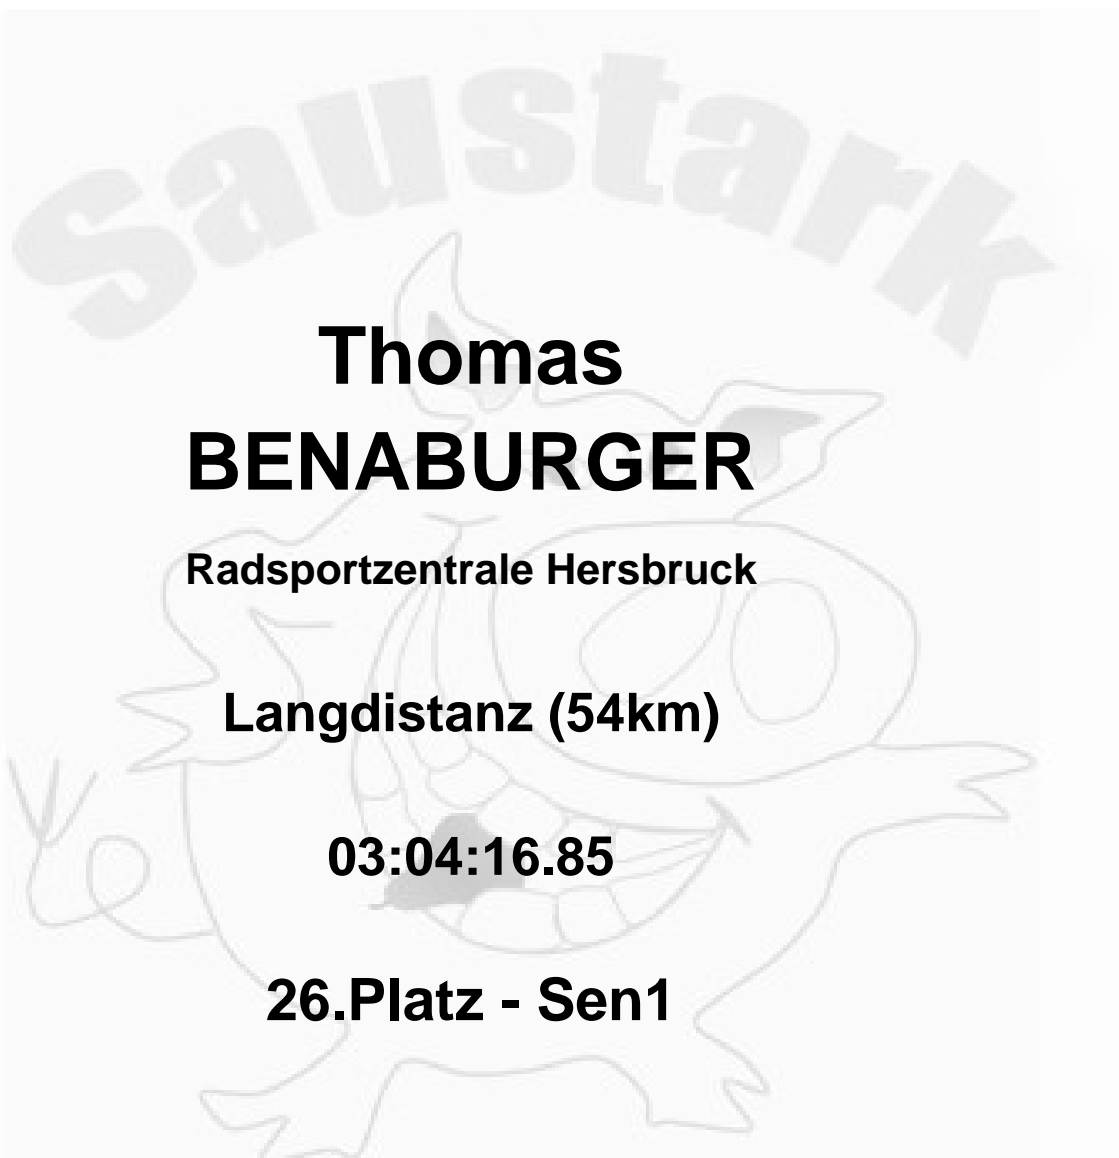 Saustark
Thomas
BENABURGER
Radsportzentrale Hersbruck
Langdistanz (54km)
03:04:16.85
26.Platz - Sen1